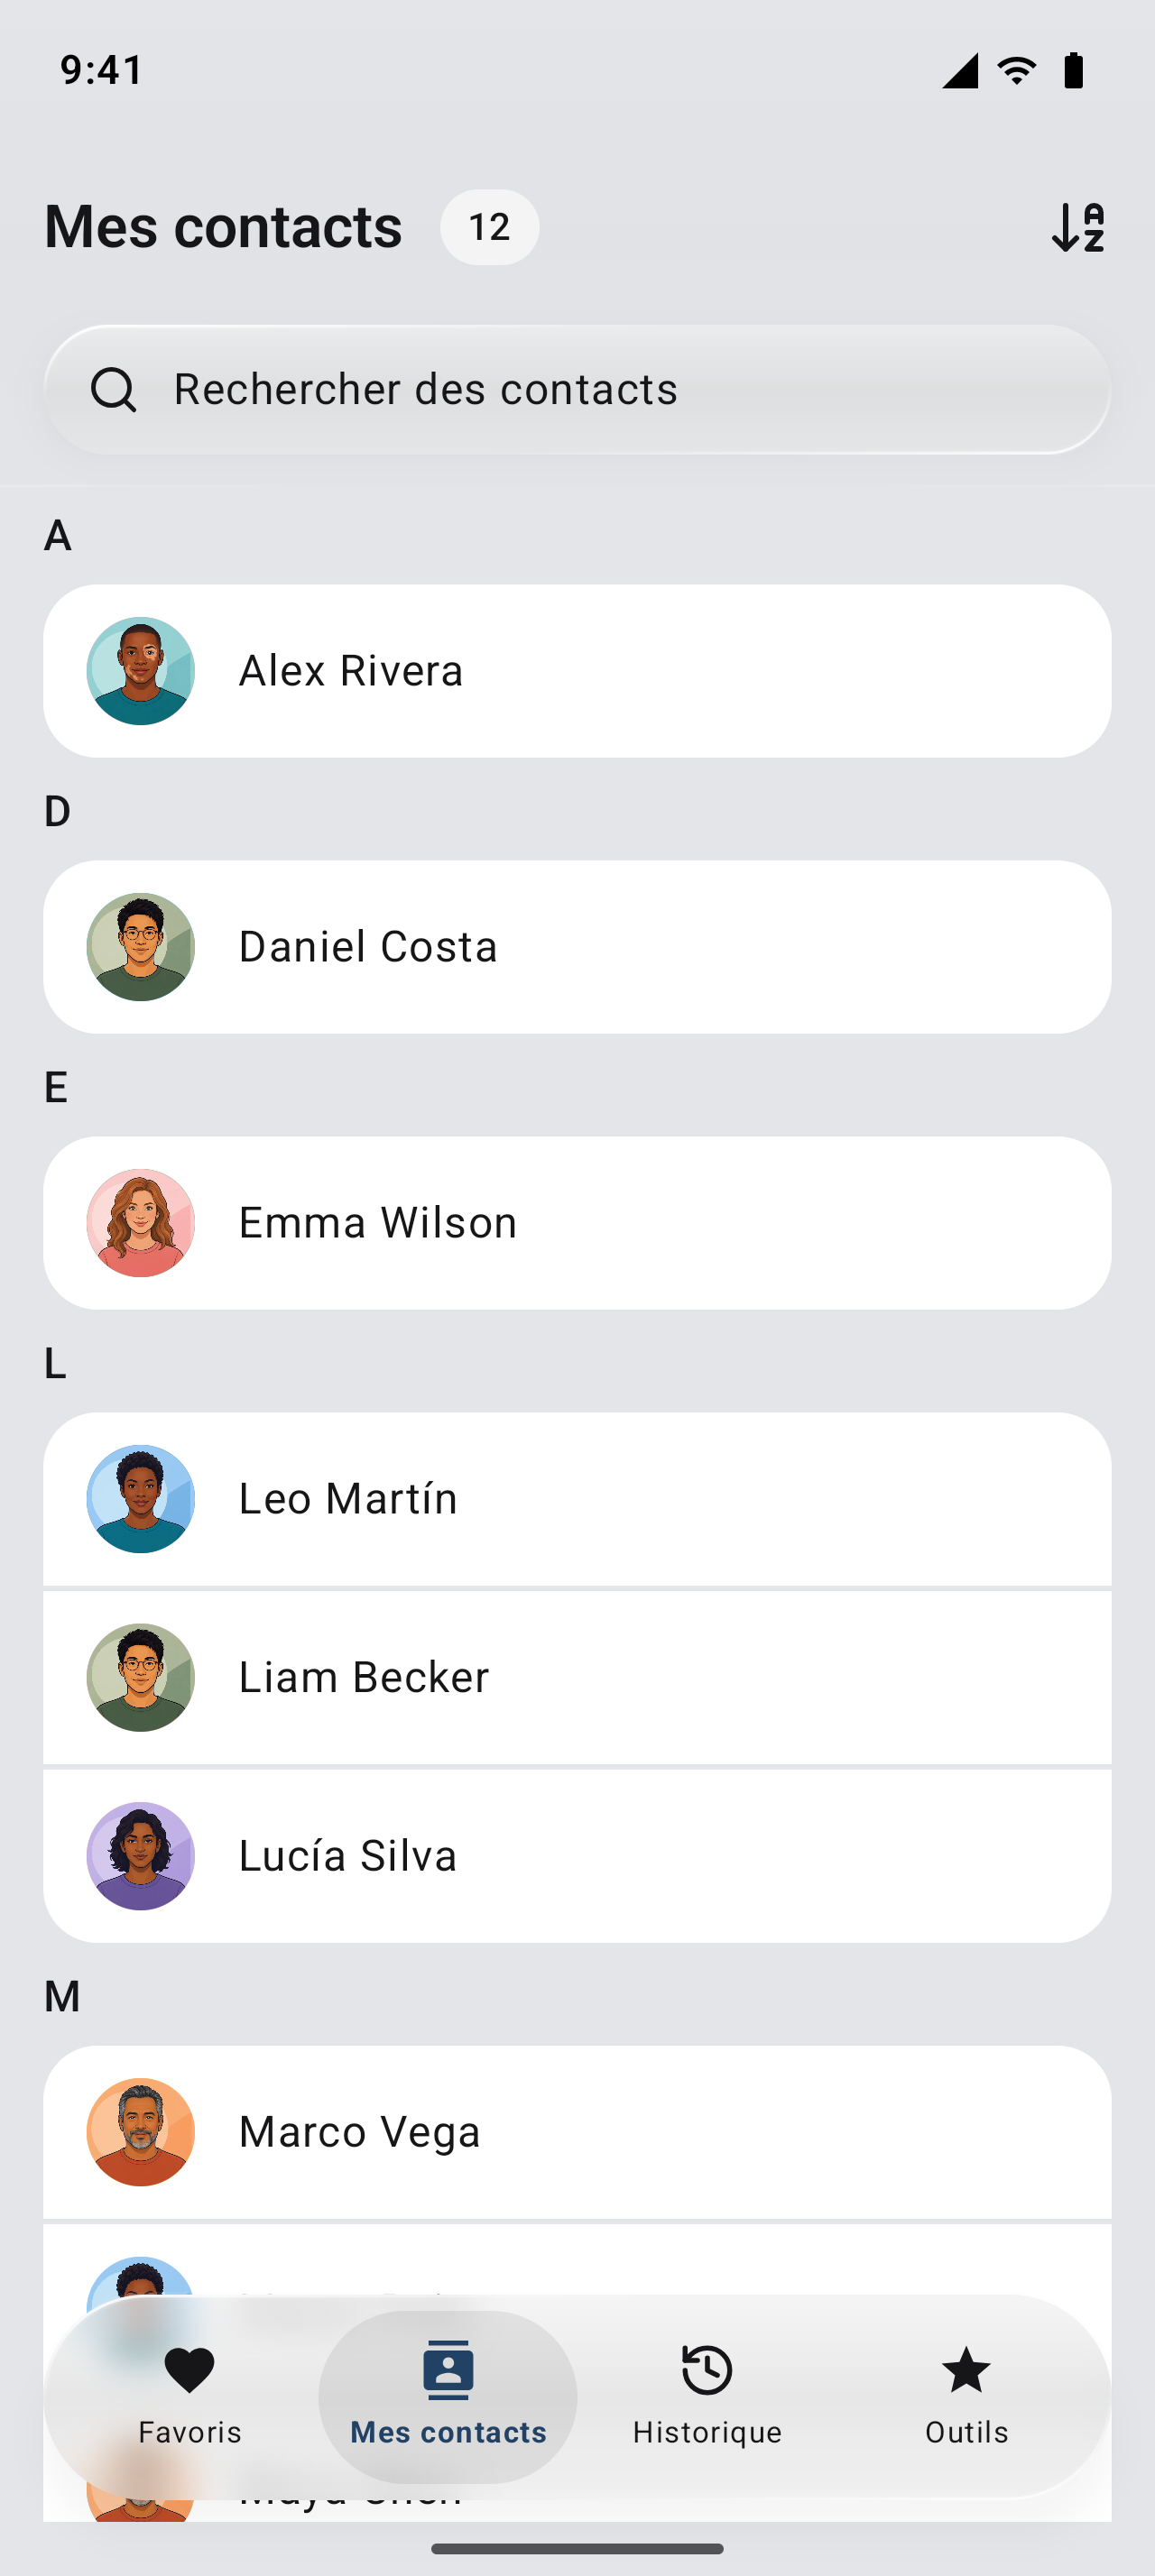 9:41
Mes contacts
12
Rechercher des contacts
A
Alex Rivera
D
Daniel Costa
E
Emma Wilson
L
Leo Martín
Liam Becker
Lucía Silva
M
Marco Vega
Favoris
Mes contacts
Historique
Outils